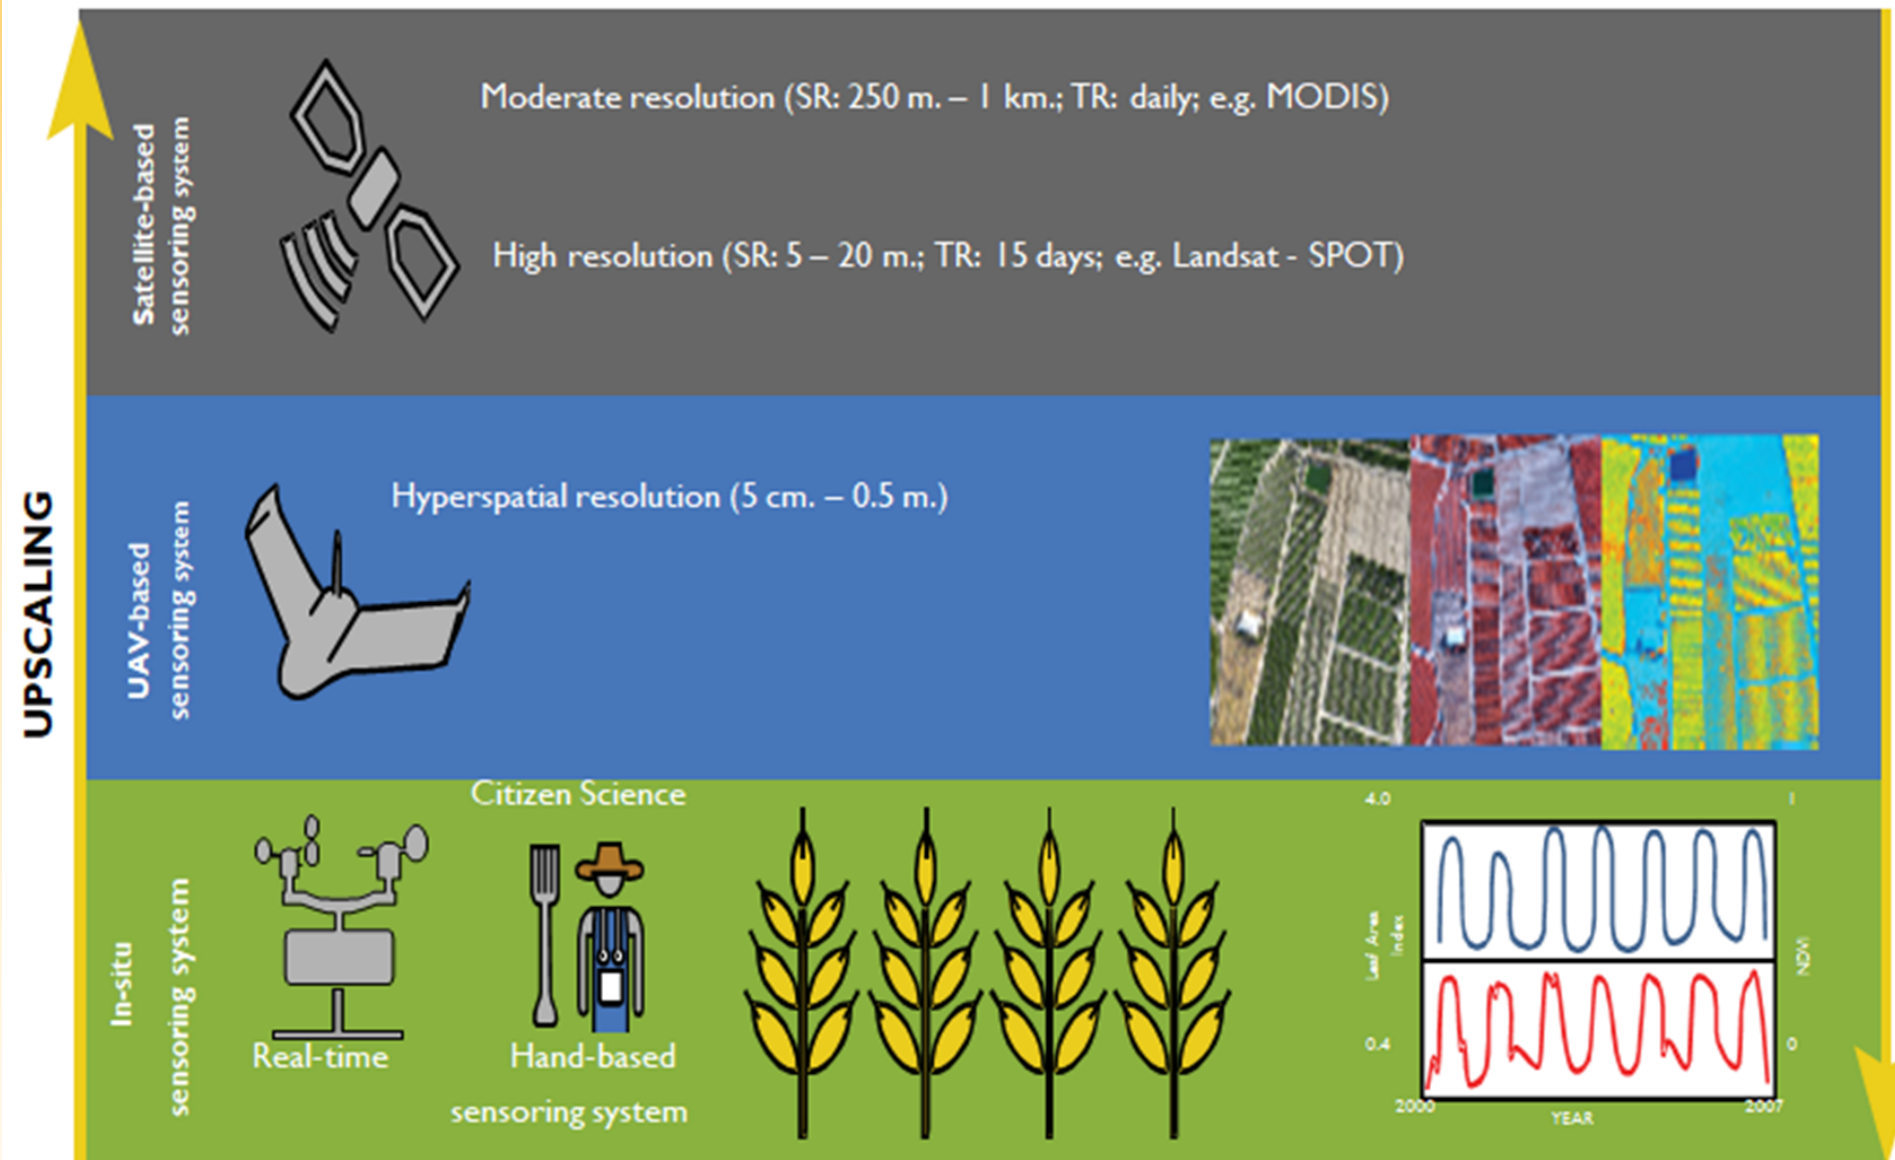 UPSCALING
Satellite-based
sensoring system
Moderate resolution (SR: 250 m. – 1 km.; TR: daily; e.g. MODIS)
High resolution (SR: 5 – 20 m.; TR: 15 days; e.g. Landsat - SPOT)
UAV-based
sensoring system
Hyperspatial resolution (5 cm. – 0.5 m.)
In-situ
sensoring system
Citizen Science
Real-time
Hand-based
sensoring system
4.0
1
Leaf Area
Index
NDVI
0.4
0
2000
2007
YEAR